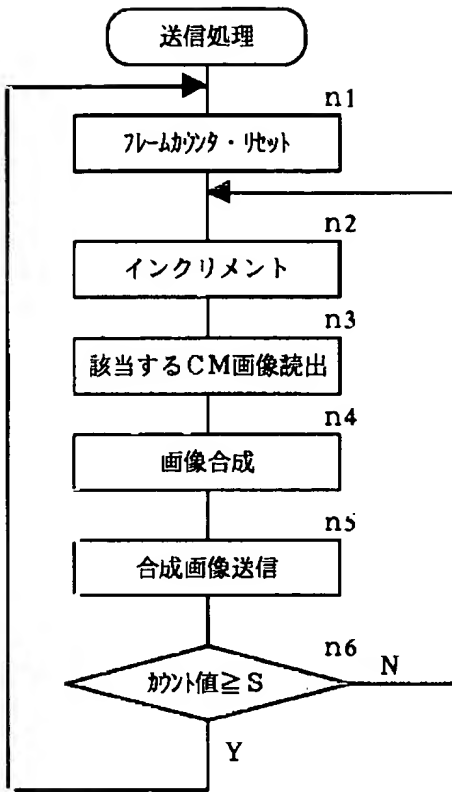 送信処理
n1
フレームカウンタ・リセット
n2
インクリメント
n3
該当するCM画像読出
n4
画像合成
n5
合成画像送信
n6
カウント値≧S
N
Y